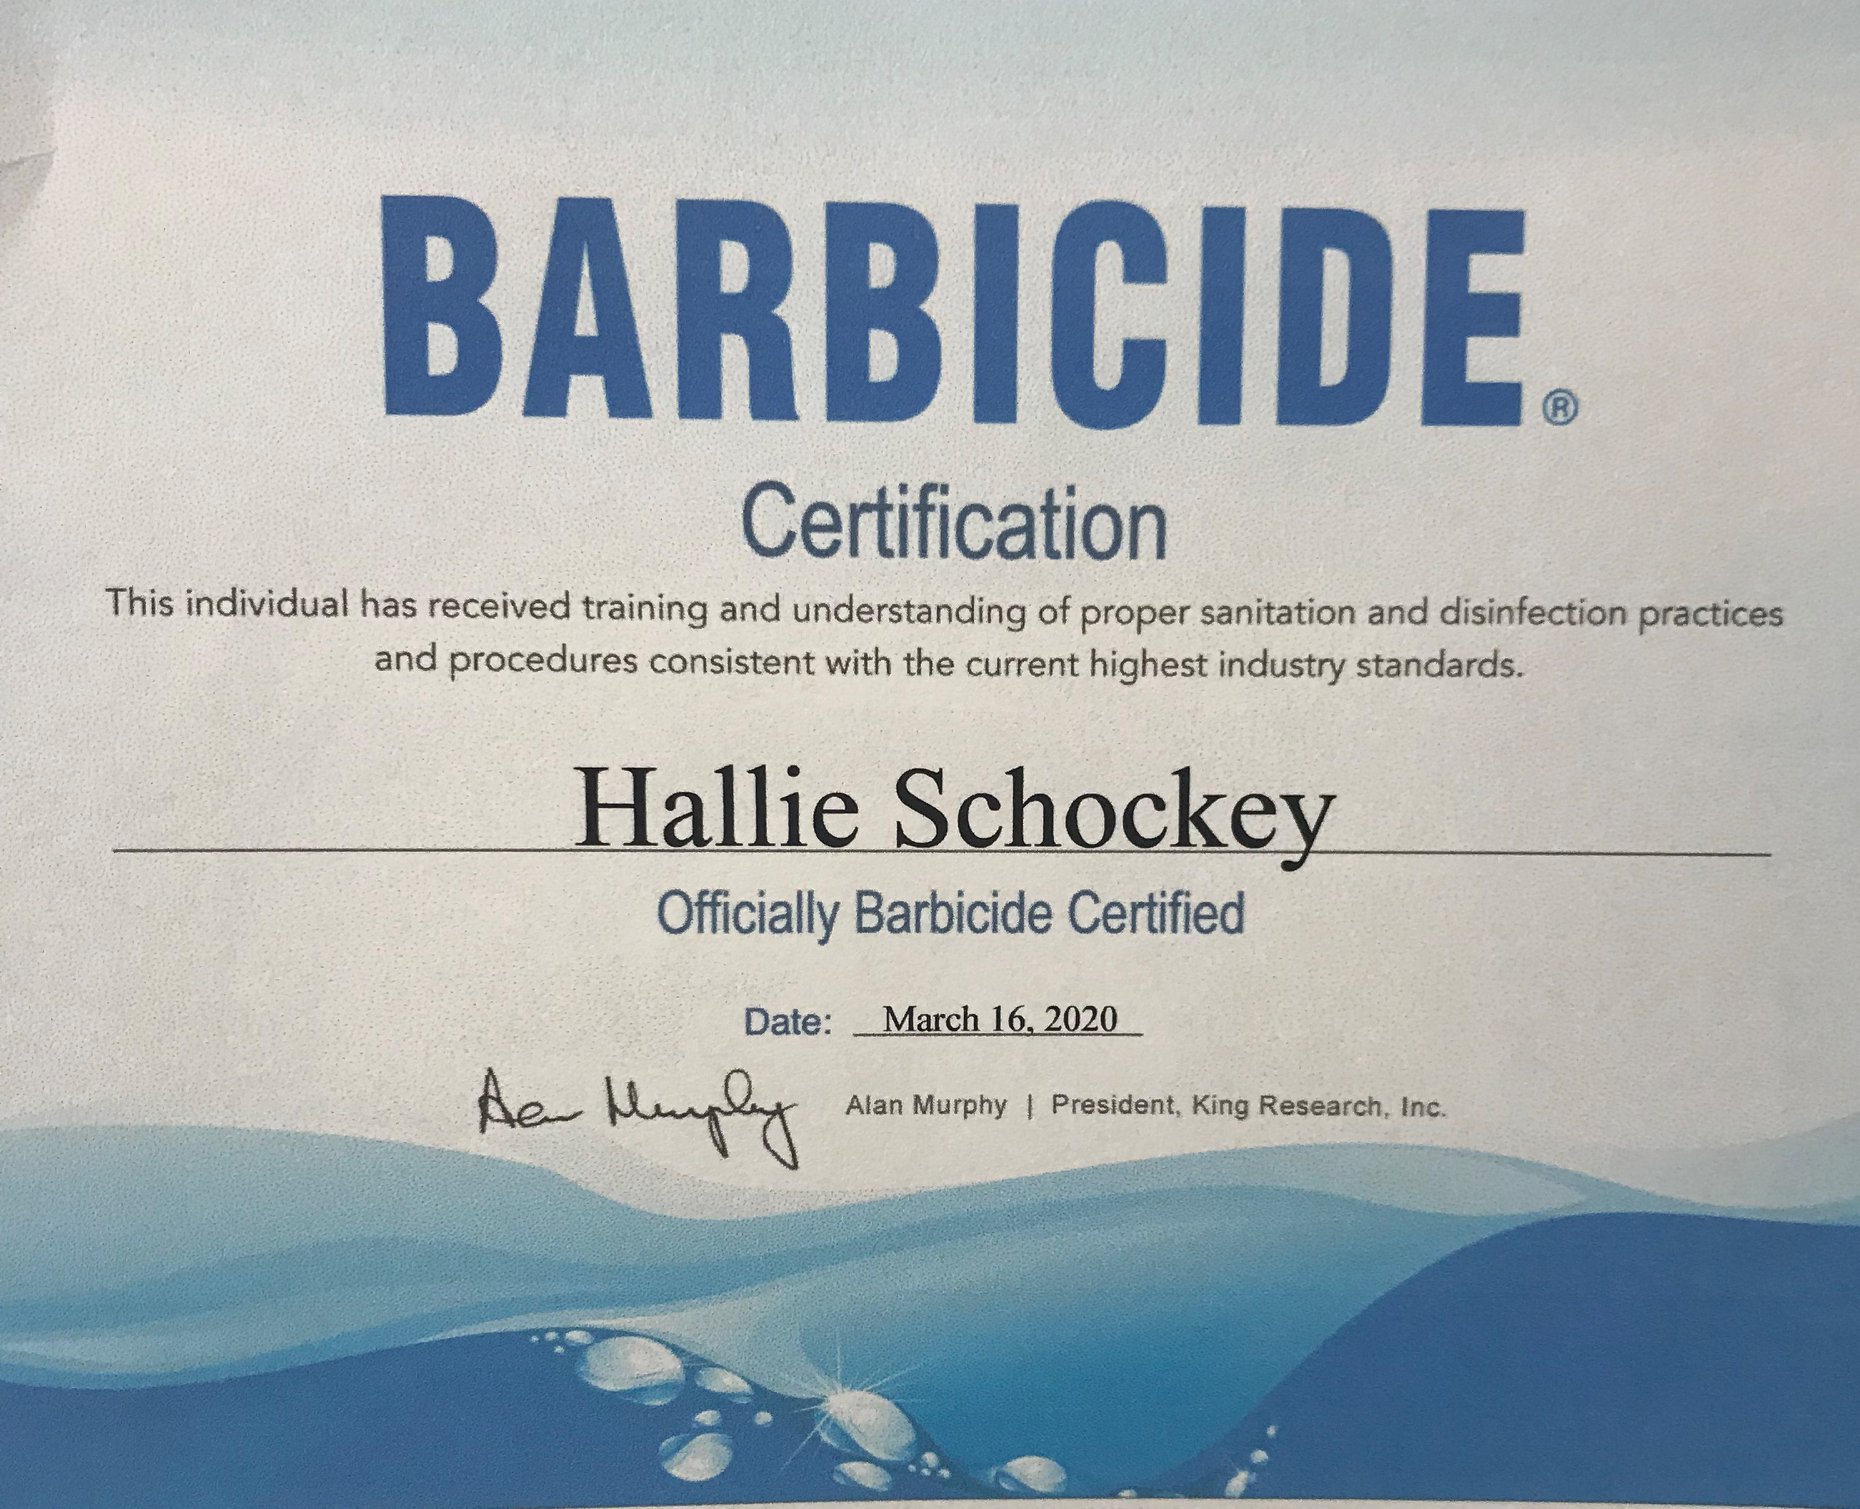 BARBICIDE®
Certification
This individual has received training and understanding of proper sanitation and disinfection practices
and procedures consistent with the current highest industry standards.
Hallie Schockey
Officially Barbicide Certified
Date: March 16, 2020
Alan Murphy Alan Murphy | President, King Research, Inc.